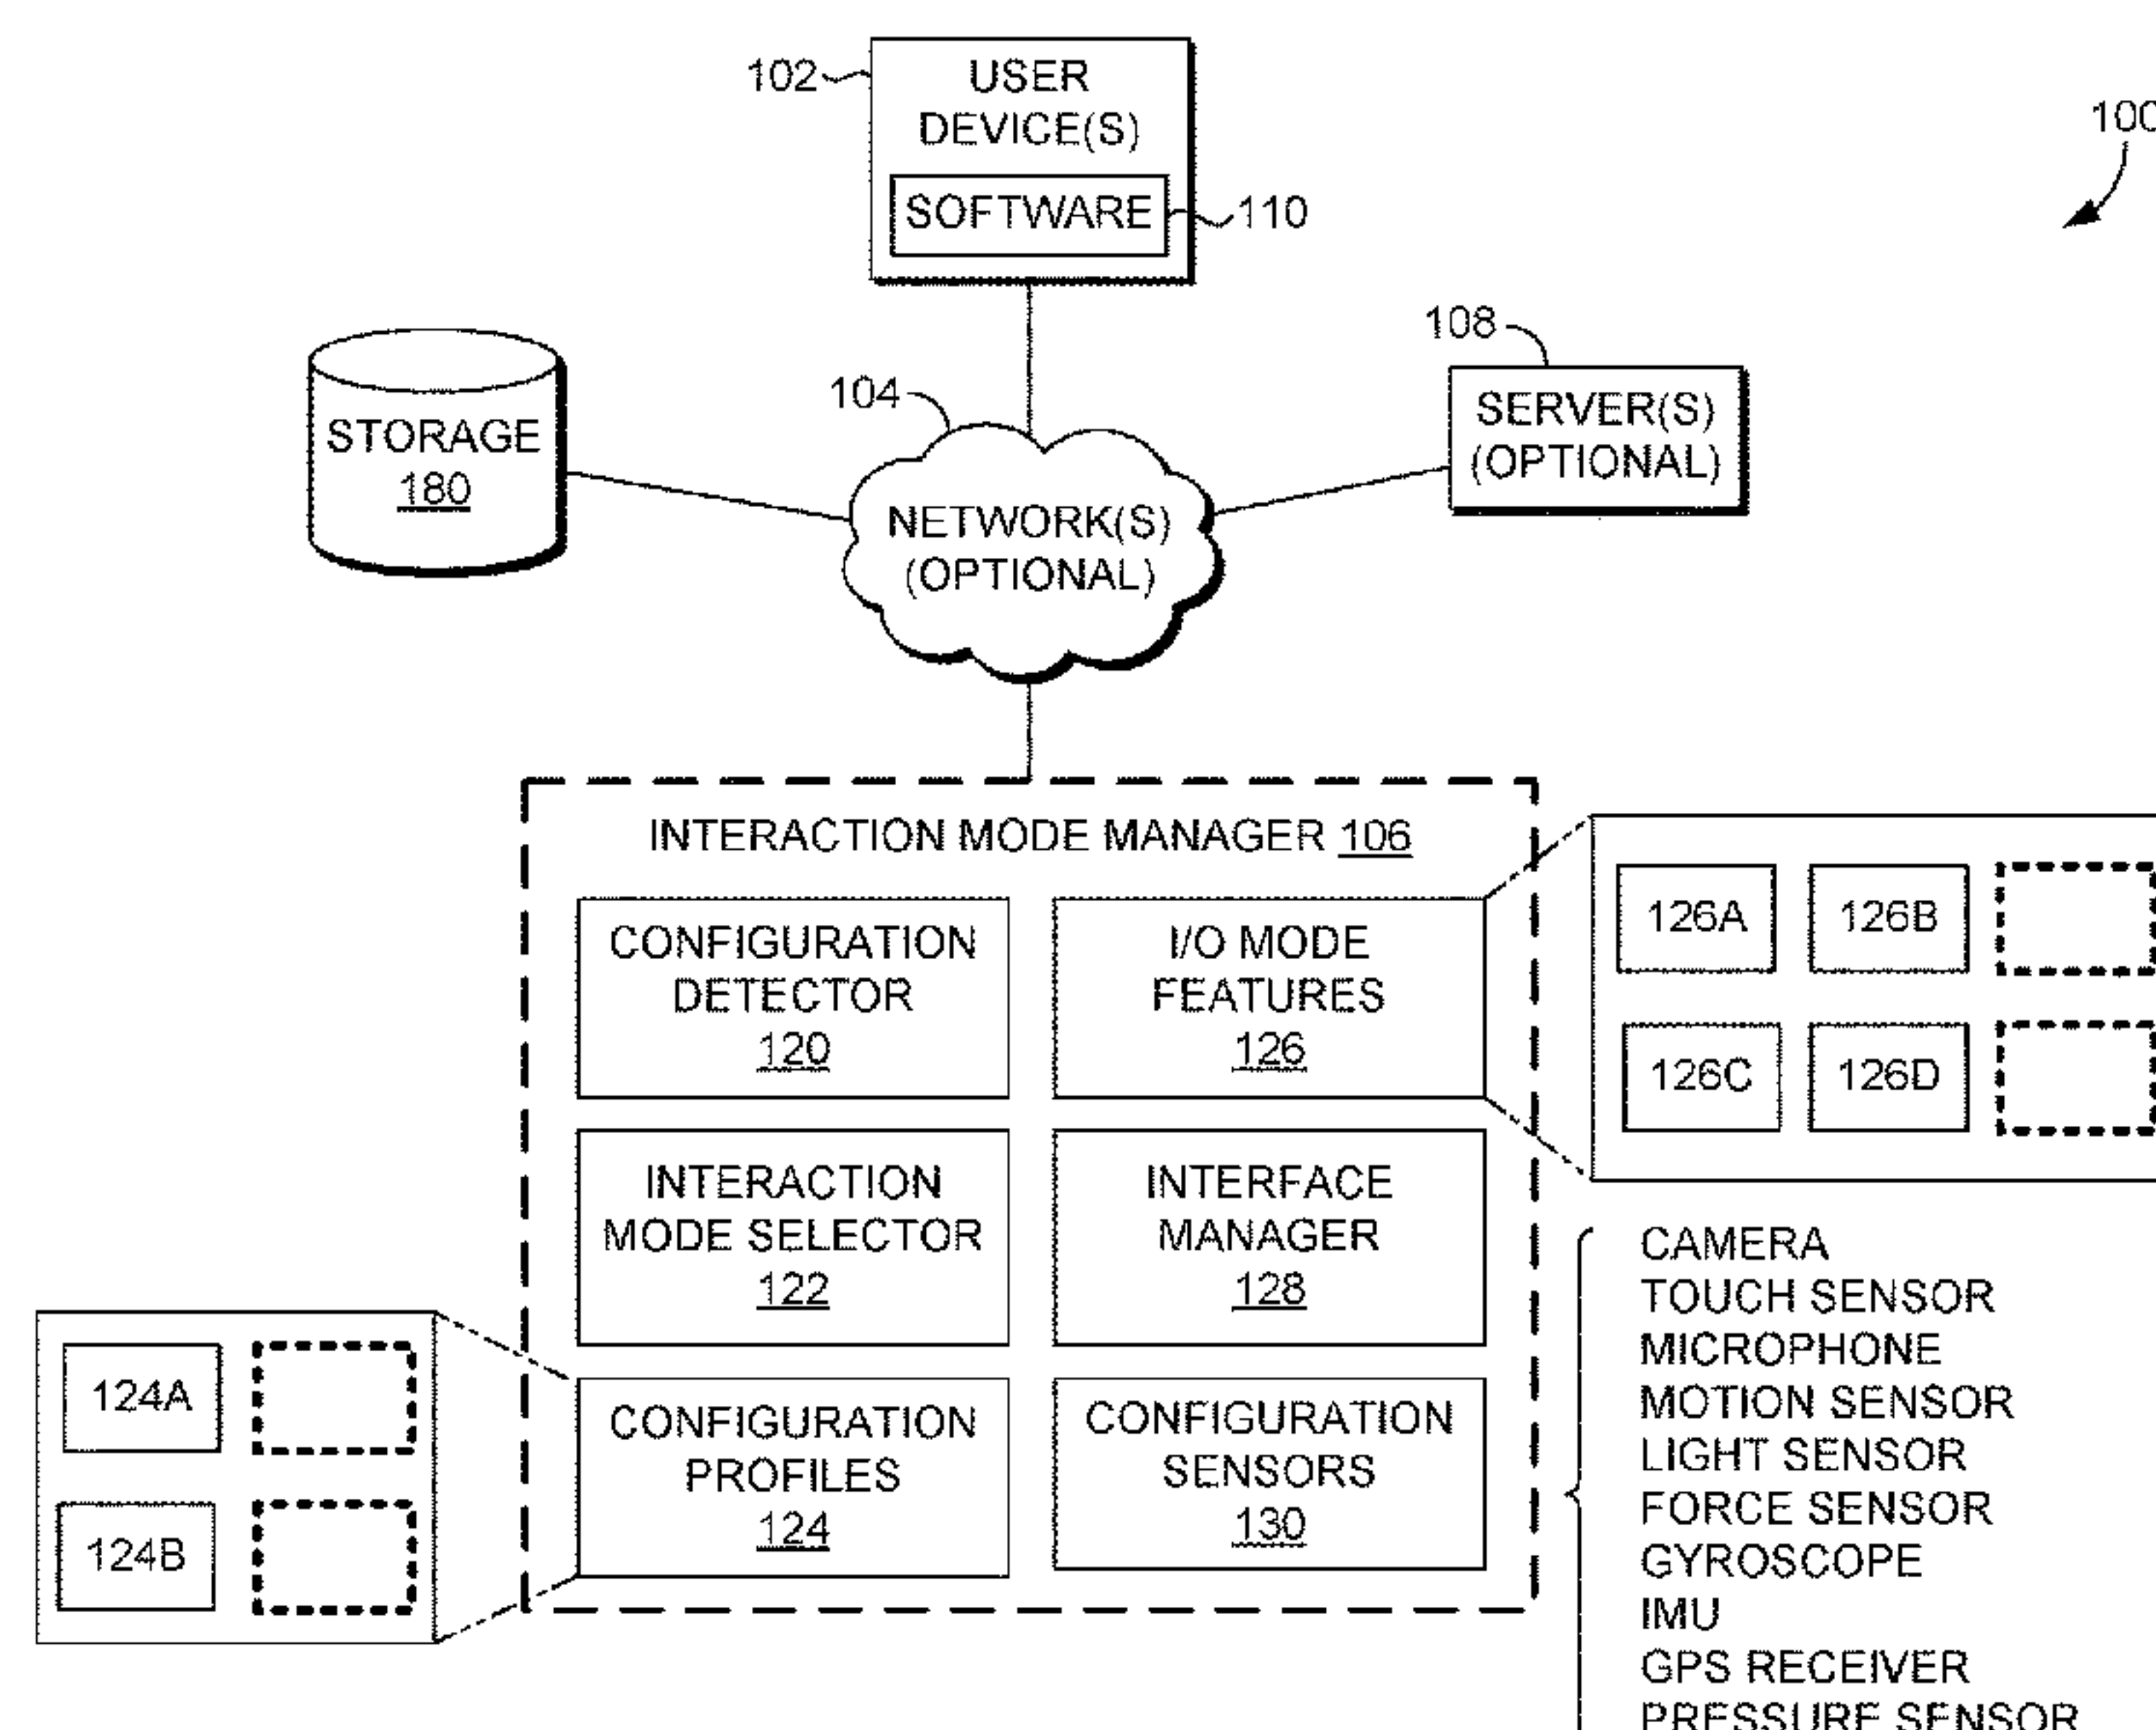 102
USER
DEVICE(S)
SOFTWARE
110
100
108
SERVER(S)
(OPTIONAL)
104
STORAGE
180
NETWORK(S)
(OPTIONAL)
INTERACTION MODE MANAGER 106
CONFIGURATION
DETECTOR
120
I/O MODE
FEATURES
126
126A
126B
126C
126D
INTERACTION
MODE SELECTOR
122
INTERFACE
MANAGER
128
124A
124B
CONFIGURATION
PROFILES
124
CONFIGURATION
SENSORS
130
CAMERA
TOUCH SENSOR
MICROPHONE
MOTION SENSOR
LIGHT SENSOR
FORCE SENSOR
GYROSCOPE
IMU
GPS RECEIVER
PRESSURE SENSOR